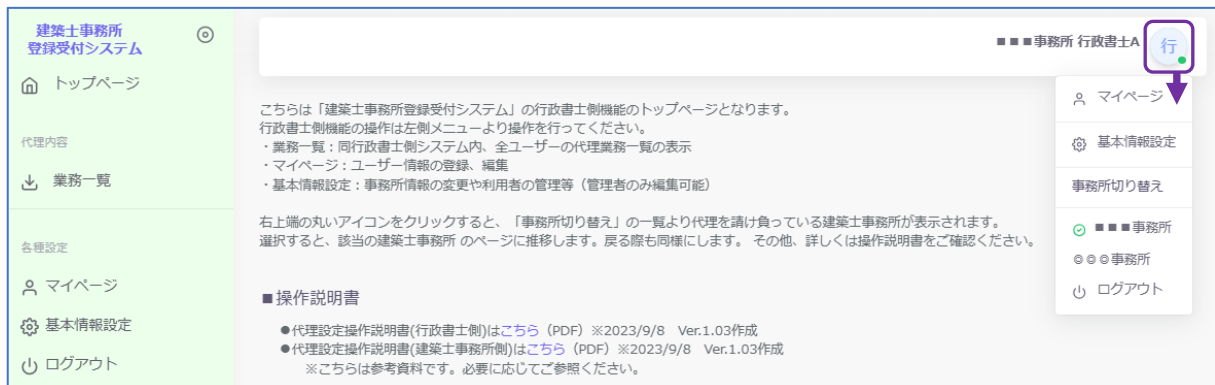 建築士事務所
登録受付システム
トップページ
代理内容
業務一覧
各種設定
マイページ
基本情報設定
ログアウト
■■■事務所 行政書士A
行
マイページ
基本情報設定
事務所切り替え
■■■事務所
◎◎◎事務所
ログアウト
こちらは「建築士事務所登録受付システム」の行政書士側機能のトップページとなります。
行政書士側機能の操作は左側メニューより操作を行ってください。
・業務一覧：同行政書士側システム内、全ユーザーの代理業務一覧の表示
・マイページ：ユーザー情報の登録、編集
・基本情報設定：事務所情報の変更や利用者の管理等（管理者のみ編集可能）
右上端の丸いアイコンをクリックすると、「事務所切り替え」の一覧より代理を請け負っている建築士事務所が表示されます。
選択すると、該当の建築士事務所 のページに推移します。戻る際も同様にします。 その他、詳しくは操作説明書をご確認ください。
■操作説明書
●代理設定操作説明書(行政書士側)はこちら（PDF）※2023/9/8　Ver.1.03作成
●代理設定操作説明書(建築士事務所側)はこちら（PDF）※2023/9/8　Ver.1.03作成
※こちらは参考資料です。必要に応じてご参照ください。